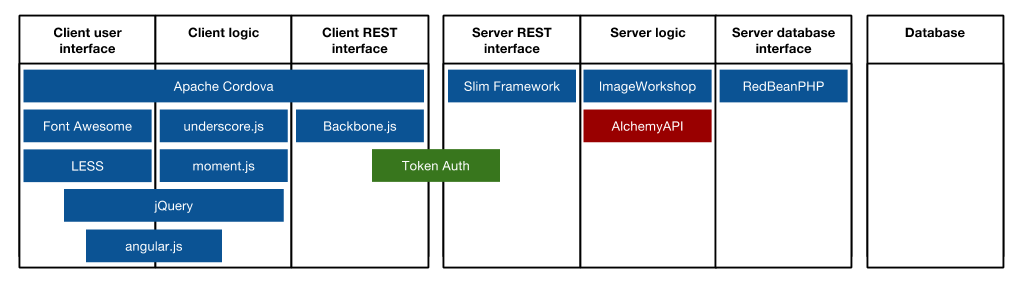 Client user
interface
Client logic
Client REST
interface
Server REST
interface
Server logic
Server database
interface
Database
Apache Cordova
Slim Framework
ImageWorkshop
RedBeanPHP
Font Awesome
underscore.js
Backbone.js
AlchemyAPI
LESS
moment.js
Token Auth
jQuery
angular.js